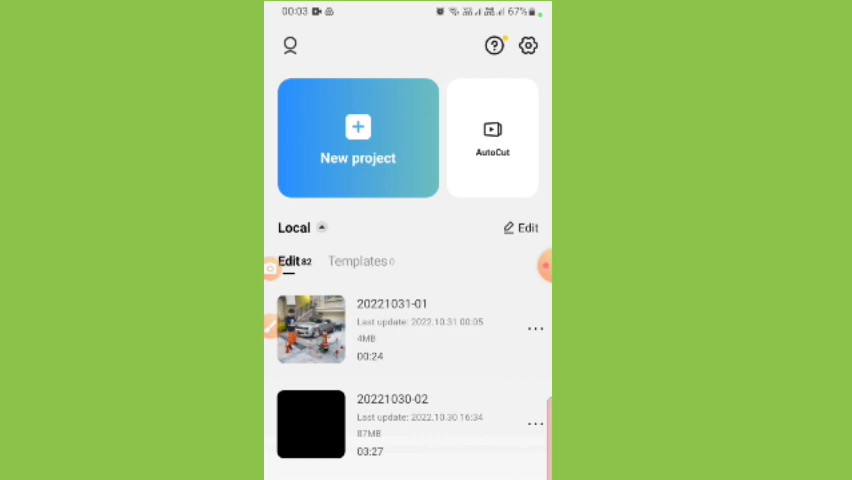 00:03 67%
New project
AutoCut
Local Edit
Edit 82 Templates 0
20221031-01
Last update: 2022.10.31 00:05
4MB
00:24
20221030-02
Last update: 2022.10.30 16:34
87MB
03:27